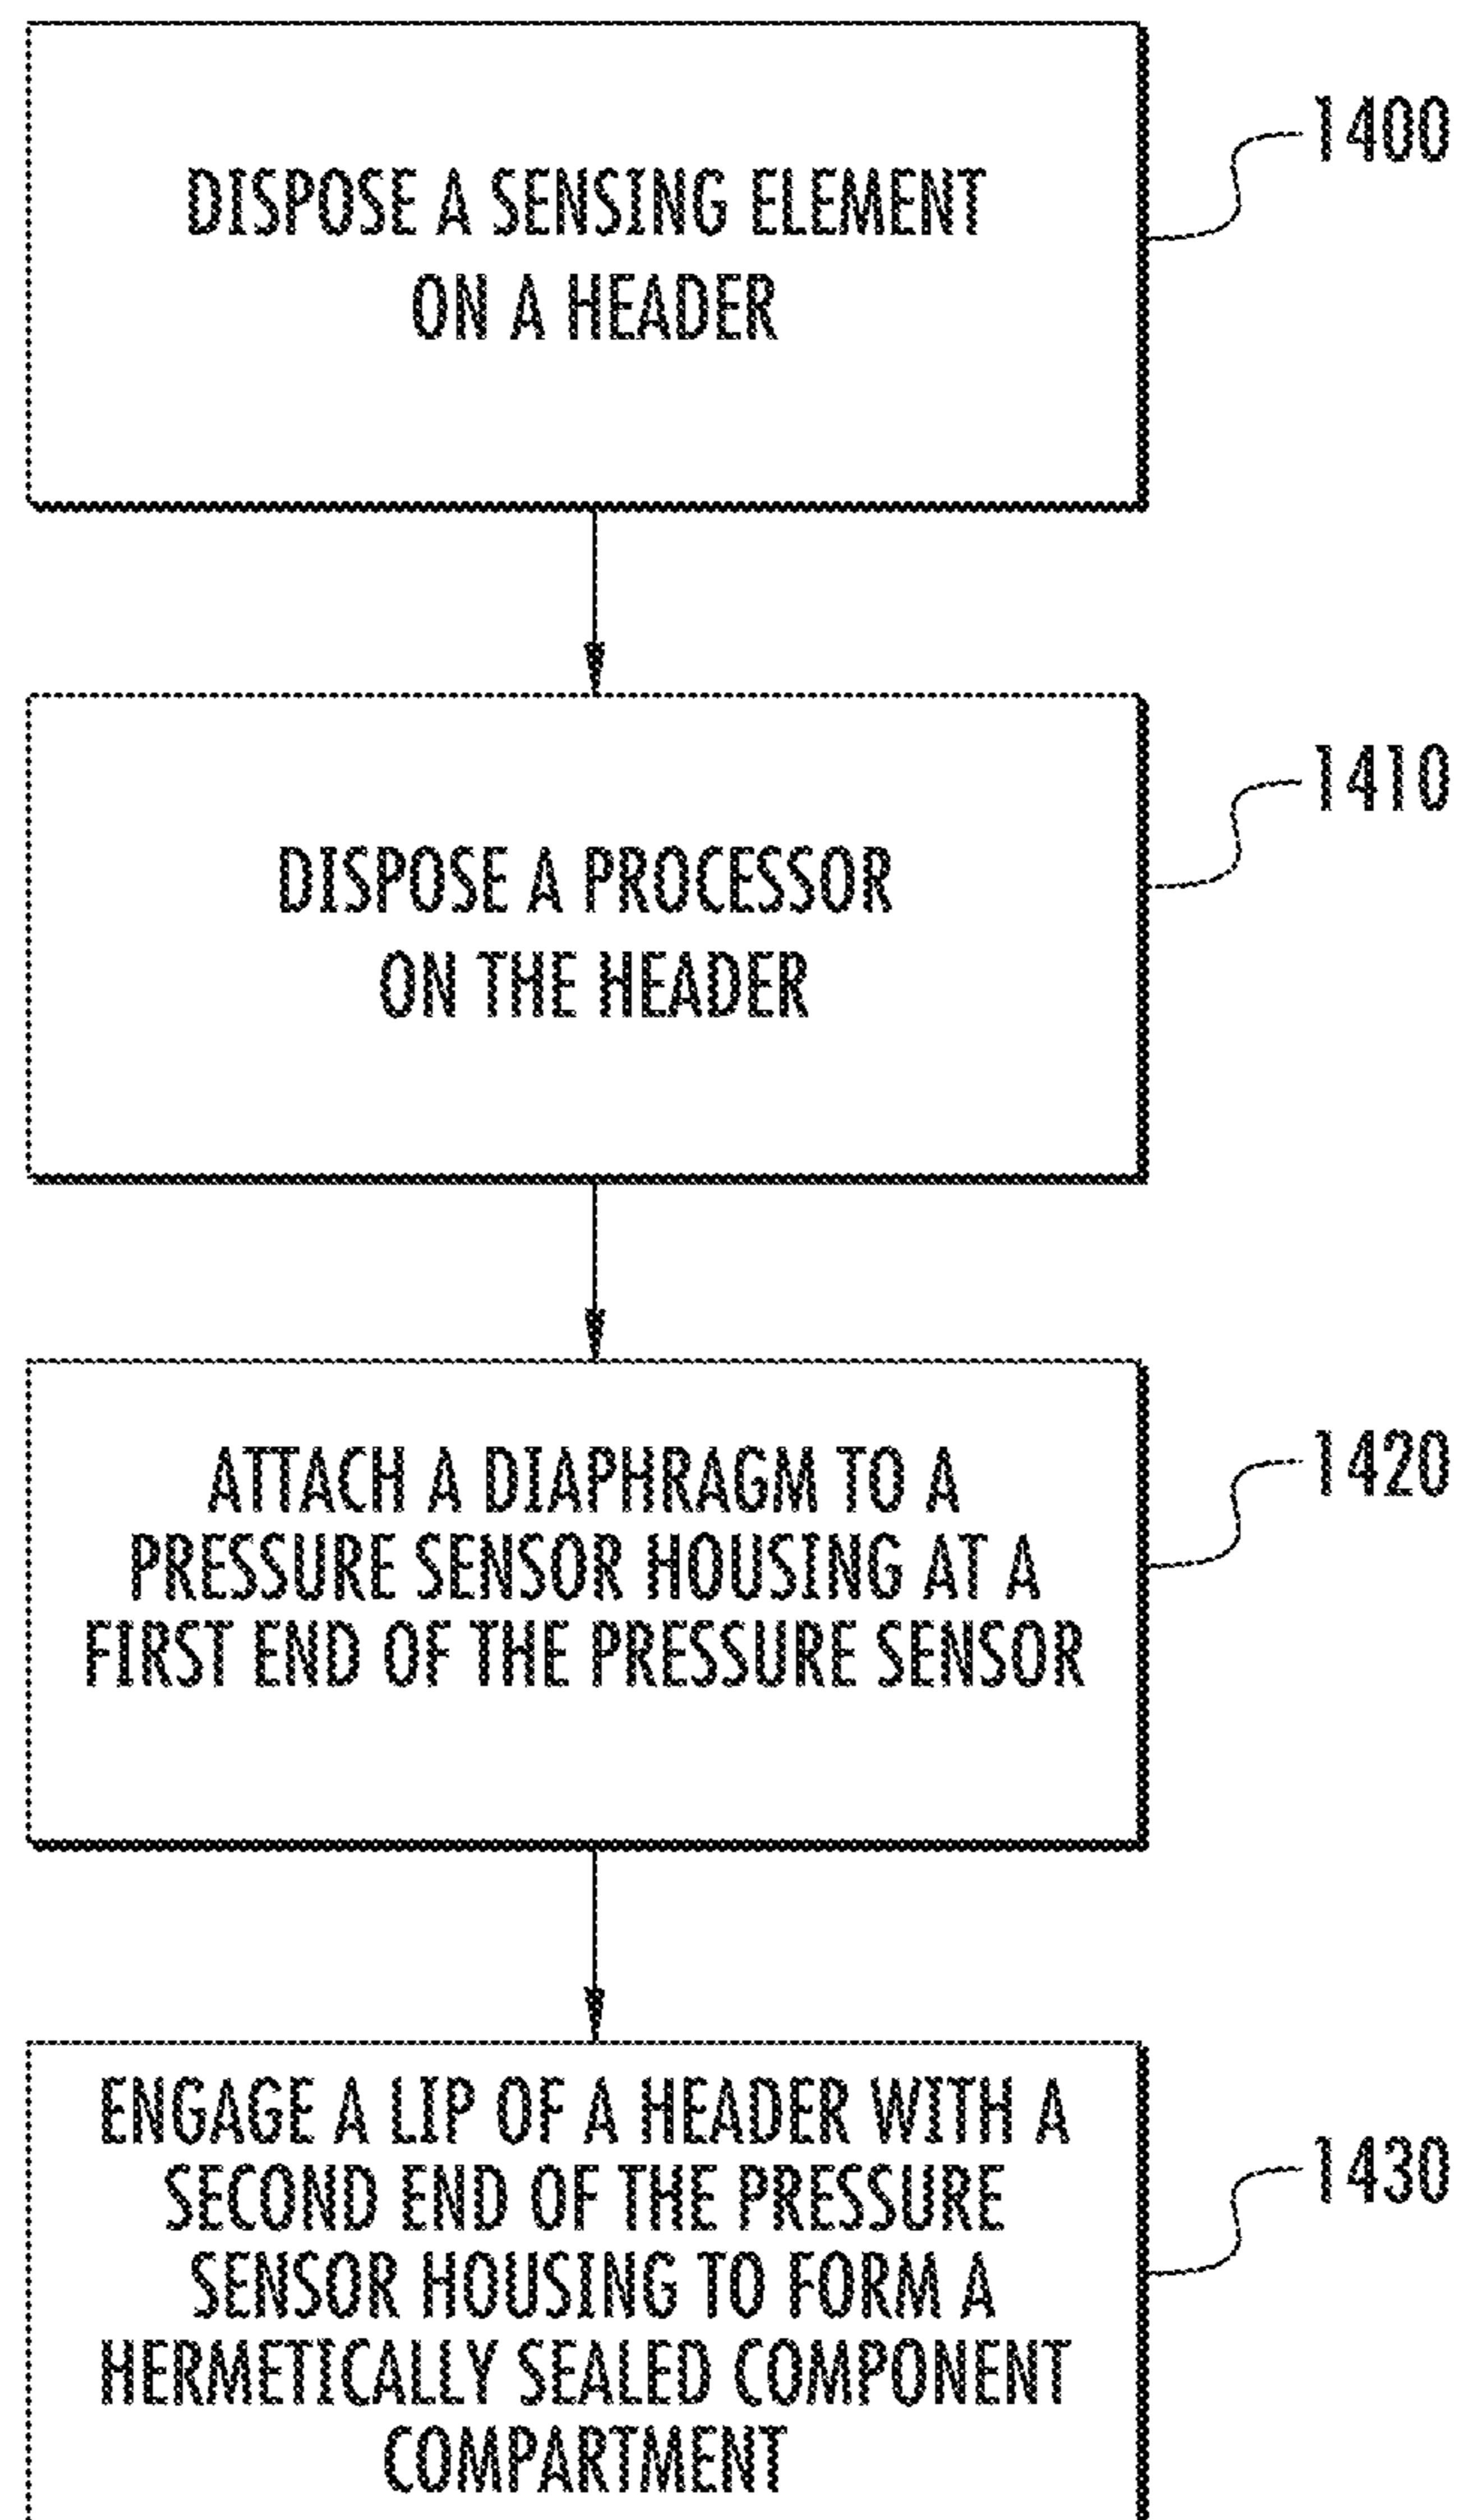 DISPOSE A SENSING ELEMENT
ON A HEADER
1400
DISPOSE A PROCESSOR
ON THE HEADER
1410
ATTACH A DIAPHRAGM TO A
PRESSURE SENSOR HOUSING AT A
FIRST END OF THE PRESSURE SENSOR
1420
ENGAGE A LIP OF A HEADER WITH A
SECOND END OF THE PRESSURE
SENSOR HOUSING TO FORM A
HERMETICALLY SEALED COMPONENT
COMPARTMENT
1430